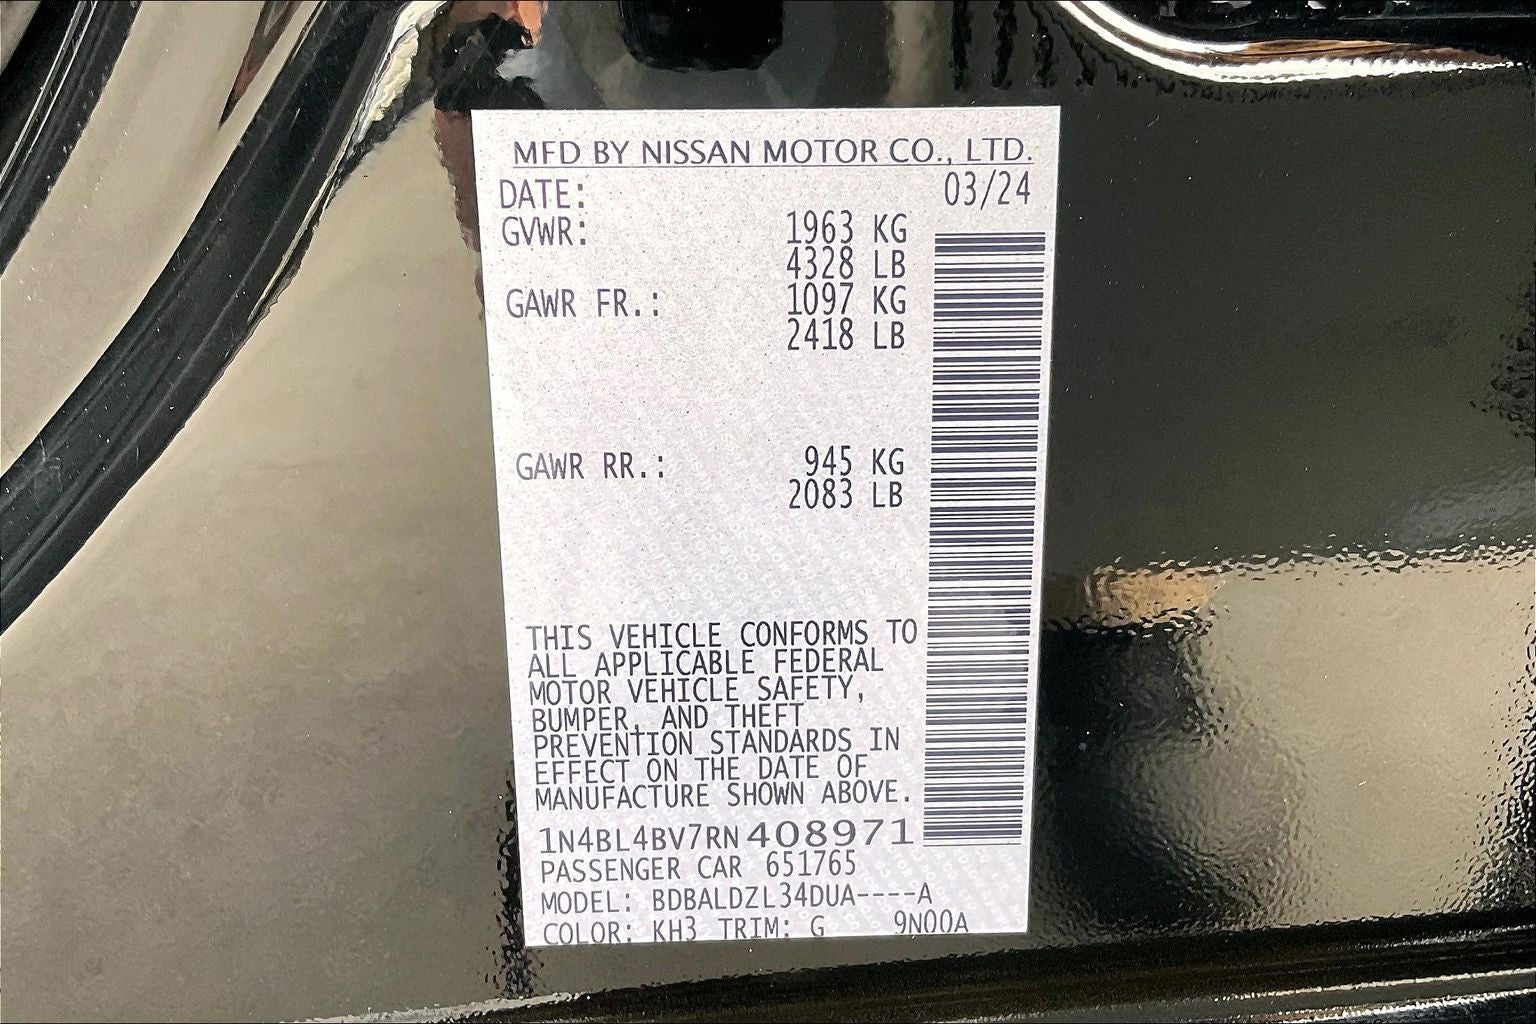 MFD BY NISSAN MOTOR CO., LTD.
DATE: 03/24
GVWR: 1963 KG
4328 LB
GAWR FR.: 1097 KG
2418 LB
GAWR RR.: 945 KG
2083 LB
THIS VEHICLE CONFORMS TO
ALL APPLICABLE FEDERAL
MOTOR VEHICLE SAFETY,
BUMPER, AND THEFT
PREVENTION STANDARDS IN
EFFECT ON THE DATE OF
MANUFACTURE SHOWN ABOVE.
1N4BL4BV7RN408971
PASSENGER CAR 651765
MODEL: BDBALDZL34DUA----A
COLOR: KH3 TRIM: G 9N00A